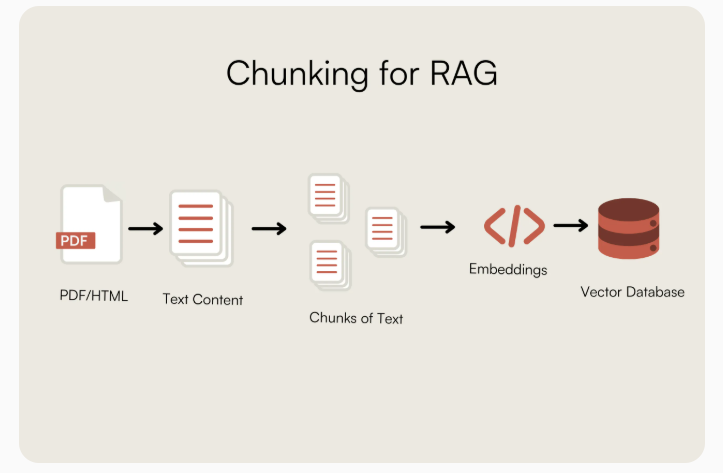 Chunking for RAG
PDF
PDF/HTML
Text Content
Chunks of Text
Embeddings
Vector Database